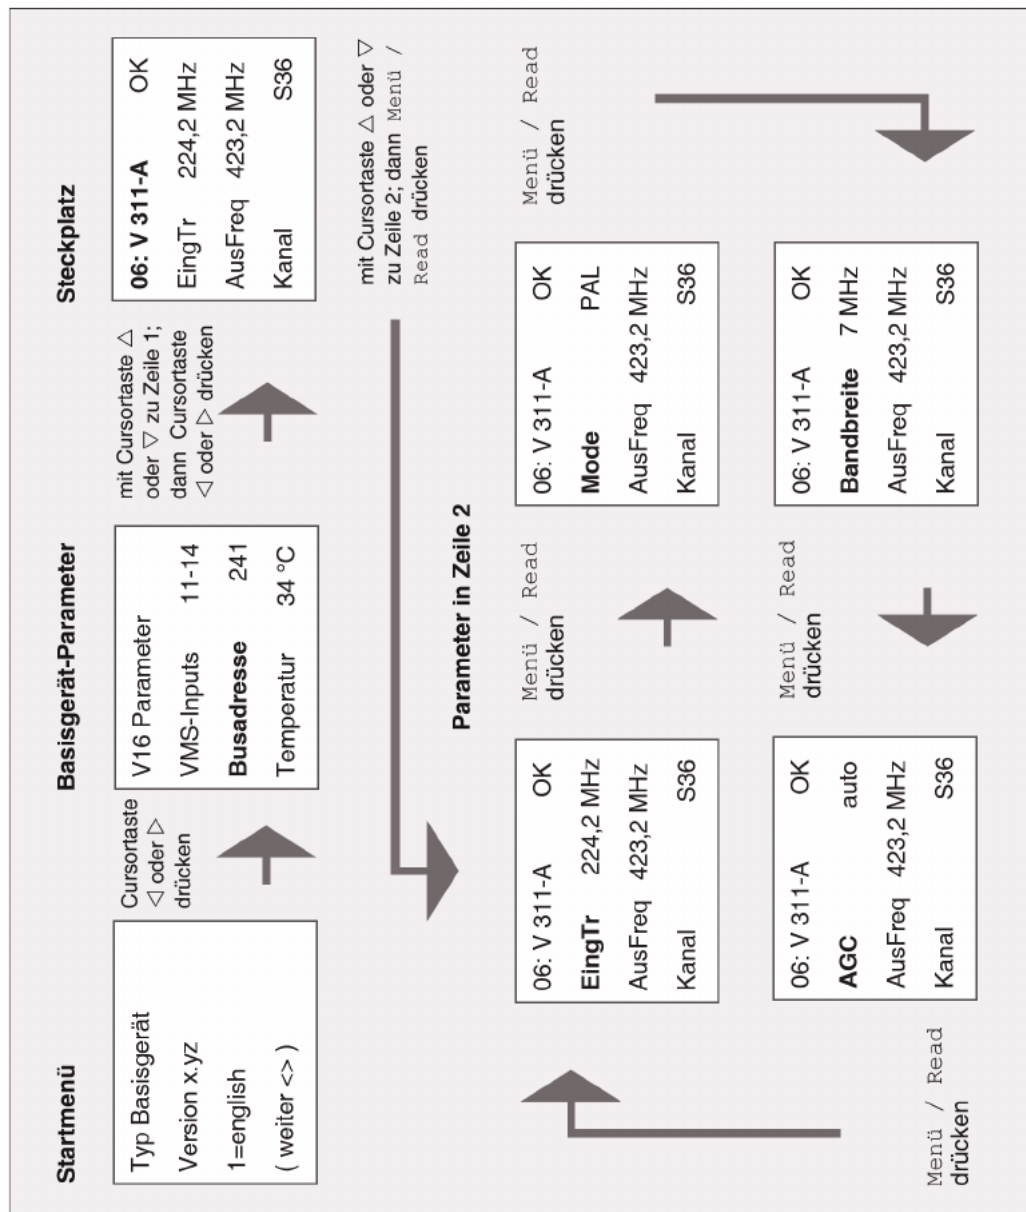 Startmenü
Typ Basisgerät
Version x.yz
1=english
( weiter <> )
Cursortaste
◁ oder ▷
drücken
Basisgerät-Parameter
V16 Parameter
VMS-Inputs 11-14
Busadresse 241
Temperatur 34 °C
mit Cursortaste △
oder ▽ zu Zeile 1;
dann Cursortaste
◁ oder ▷ drücken
Steckplatz
06: V 311-A OK
EingTr 224,2 MHz
AusFreq 423,2 MHz
Kanal S36
mit Cursortaste △ oder ▽
zu Zeile 2; dann Menü /
Read drücken
Parameter in Zeile 2
06: V 311-A OK
EingTr 224,2 MHz
AusFreq 423,2 MHz
Kanal S36
Menü / Read
drücken
06: V 311-A OK
Mode PAL
AusFreq 423,2 MHz
Kanal S36
Menü / Read
drücken
06: V 311-A OK
Bandbreite 7 MHz
AusFreq 423,2 MHz
Kanal S36
Menü / Read
drücken
06: V 311-A OK
AGC auto
AusFreq 423,2 MHz
Kanal S36
Menü / Read
drücken